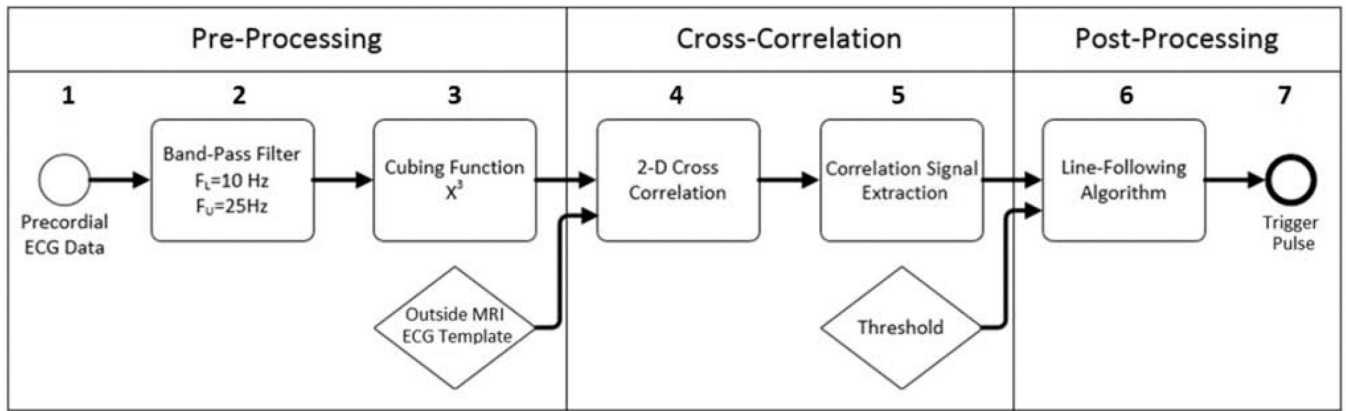 Pre-Processing
Cross-Correlation
Post-Processing
1
2
3
4
5
6
7
Precordial
ECG Data
Band-Pass Filter
FL=10 Hz
FU=25Hz
Cubing Function
X³
Outside MRI
ECG Template
2-D Cross
Correlation
Correlation Signal
Extraction
Threshold
Line-Following
Algorithm
Trigger
Pulse